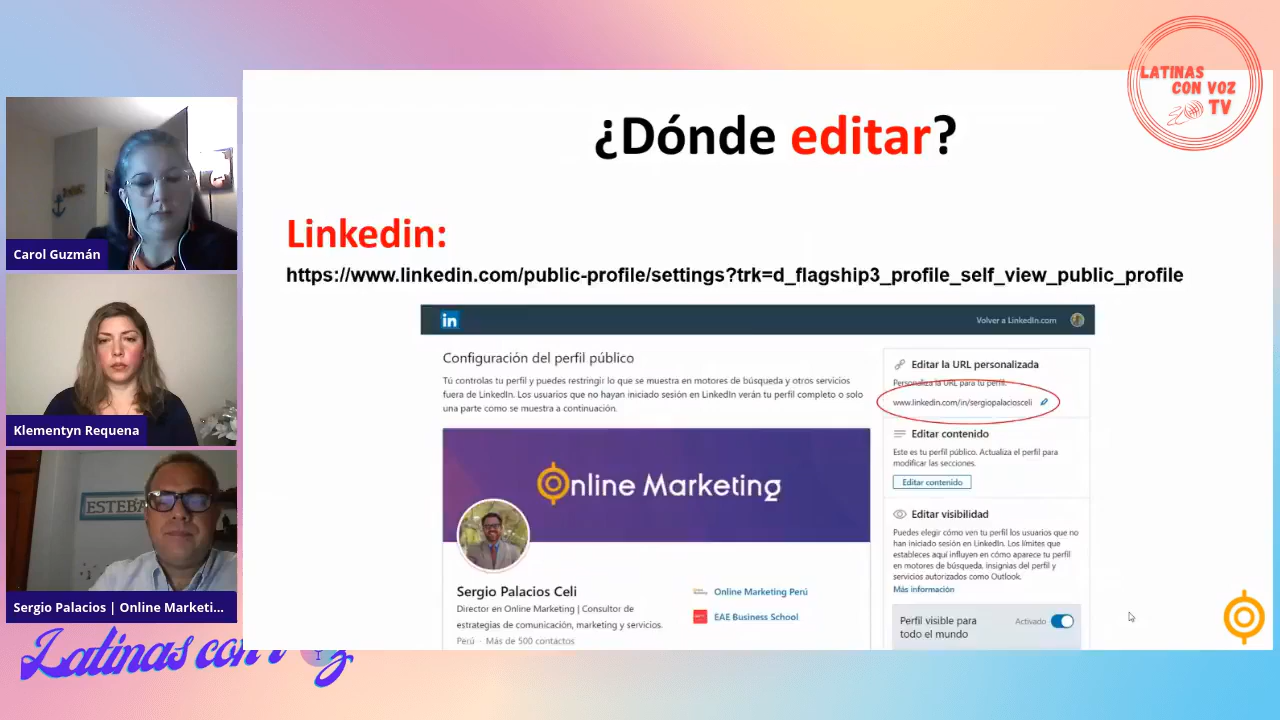 LATINAS
CON VOZ
TV
¿Dónde editar?
Linkedin:
https://www.linkedin.com/public-profile/settings?trk=d_flagship3_profile_self_view_public_profile
in
Volver a LinkedIn.com
Configuración del perfil público
Tú controlas tu perfil y puedes restringir lo que se muestra en motores de búsqueda y otros servicios
fuera de LinkedIn. Los usuarios que no hayan iniciado sesión en LinkedIn verán tu perfil completo o solo
una parte como se muestra a continuación.
Online Marketing
Sergio Palacios Celi
Director en Online Marketing | Consultor de
estrategias de comunicación, marketing y servicios.
Perú · Más de 500 contactos
Online Marketing Perú
EAE Business School
Editar la URL personalizada
Personaliza la URL para tu perfil.
www.linkedin.com/in/sergiopalaciosceli
Editar contenido
Este es tu perfil público. Actualiza el perfil para
modificar las secciones.
Editar contenido
Editar visibilidad
Puedes elegir cómo ven tu perfil los usuarios que no
han iniciado sesión en LinkedIn. Los límites que
estableces aquí influyen en cómo aparece tu perfil
en motores de búsqueda, insignias del perfil y
servicios autorizados como Outlook.
Más información
Perfil visible para
todo el mundo
Activado
Carol Guzmán
Klementyn Requena
ESTEBA
Sergio Palacios | Online Marketi...
Latinas con Voz